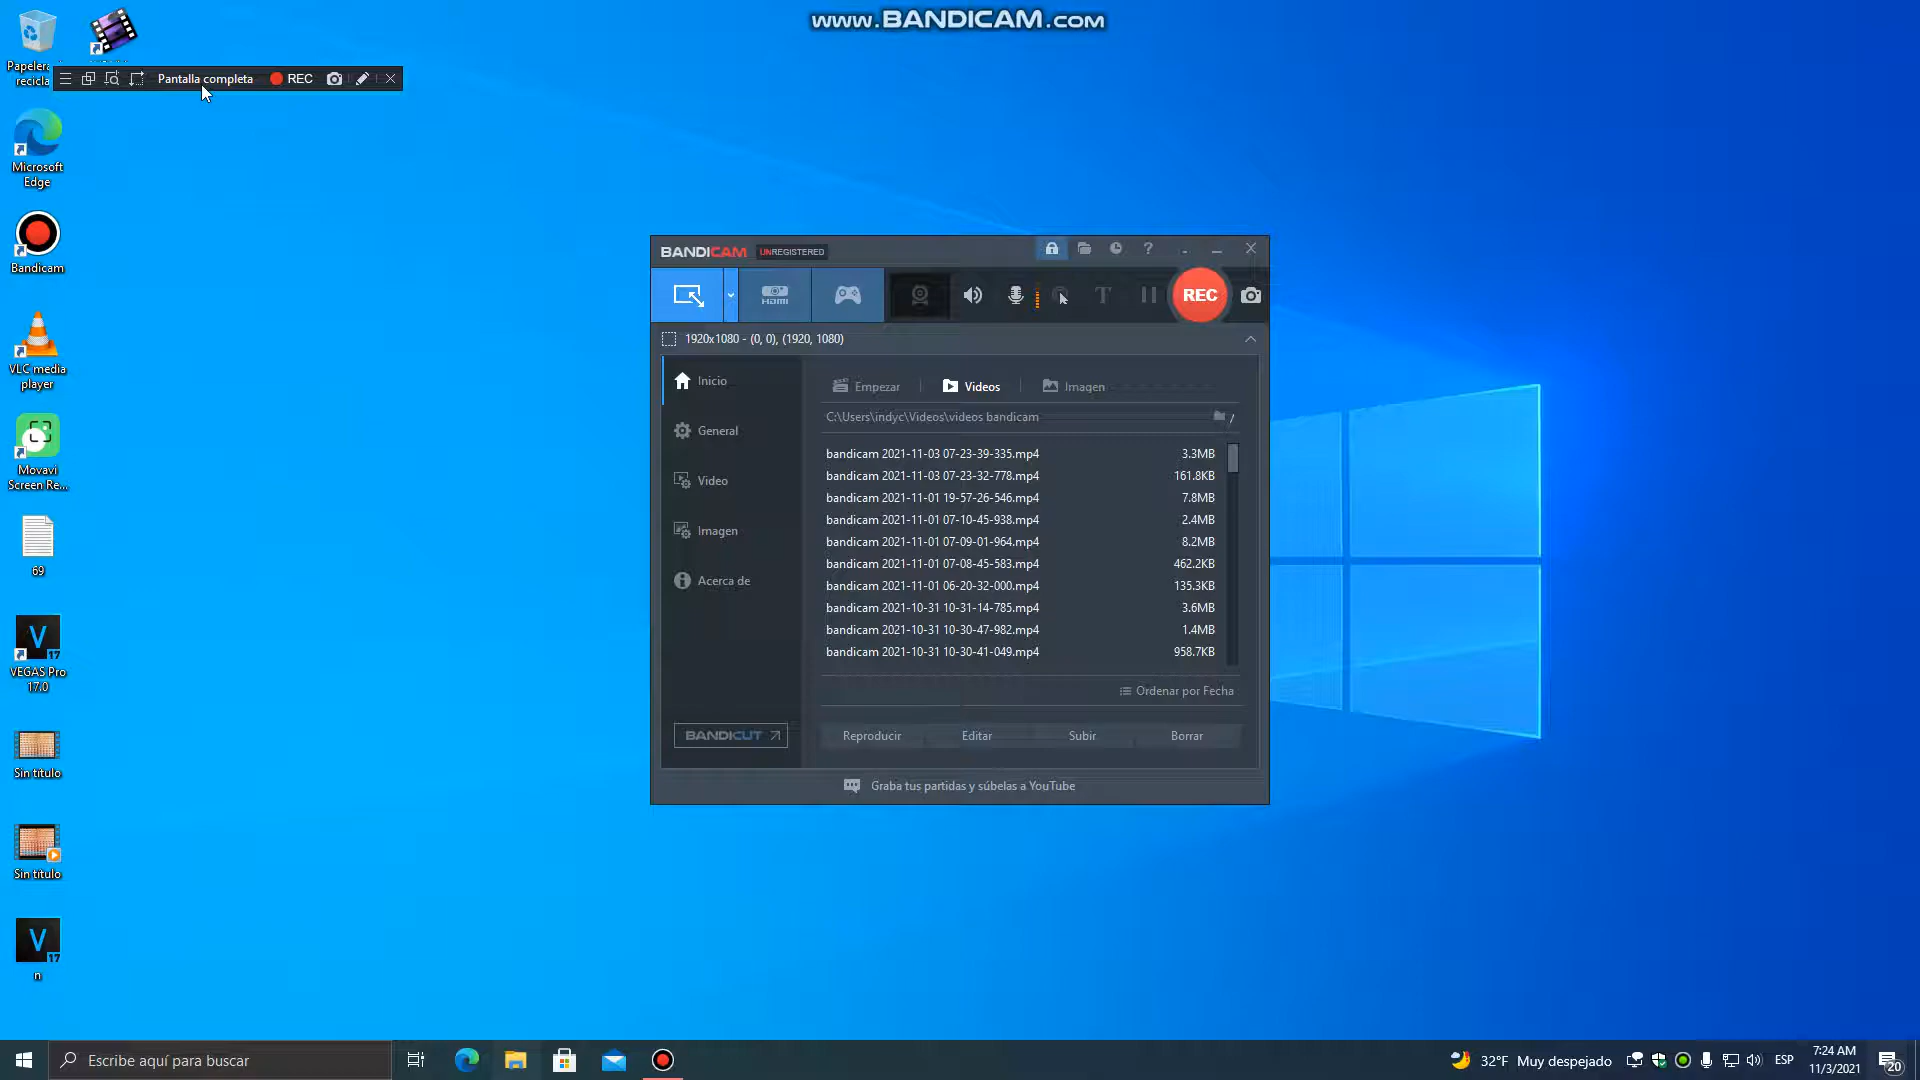 www.BANDICAM.com
Papelera
recicla
Pantalla completa
REC
Microsoft
Edge
Bandicam
VLC media
player
Movavi
Screen Re...
69
VEGAS Pro
17.0
Sin título
Sin título
n
BANDICAM UNREGISTERED
HDMI
REC
1920x1080 - (0, 0), (1920, 1080)
Inicio
General
Video
Imagen
Acerca de
BANDICUT
Empezar
Videos
Imagen
C:\Users\indyc\Videos\videos bandicam
bandicam 2021-11-03 07-23-39-335.mp4 3.3MB
bandicam 2021-11-03 07-23-32-778.mp4 161.8KB
bandicam 2021-11-01 19-57-26-546.mp4 7.8MB
bandicam 2021-11-01 07-10-45-938.mp4 2.4MB
bandicam 2021-11-01 07-09-01-964.mp4 8.2MB
bandicam 2021-11-01 07-08-45-583.mp4 462.2KB
bandicam 2021-11-01 06-20-32-000.mp4 135.3KB
bandicam 2021-10-31 10-31-14-785.mp4 3.6MB
bandicam 2021-10-31 10-30-47-982.mp4 1.4MB
bandicam 2021-10-31 10-30-41-049.mp4 958.7KB
Ordenar por Fecha
Reproducir Editar Subir Borrar
Graba tus partidas y súbelas a YouTube
Escribe aquí para buscar
32°F Muy despejado
ESP
7:24 AM
11/3/2021
20